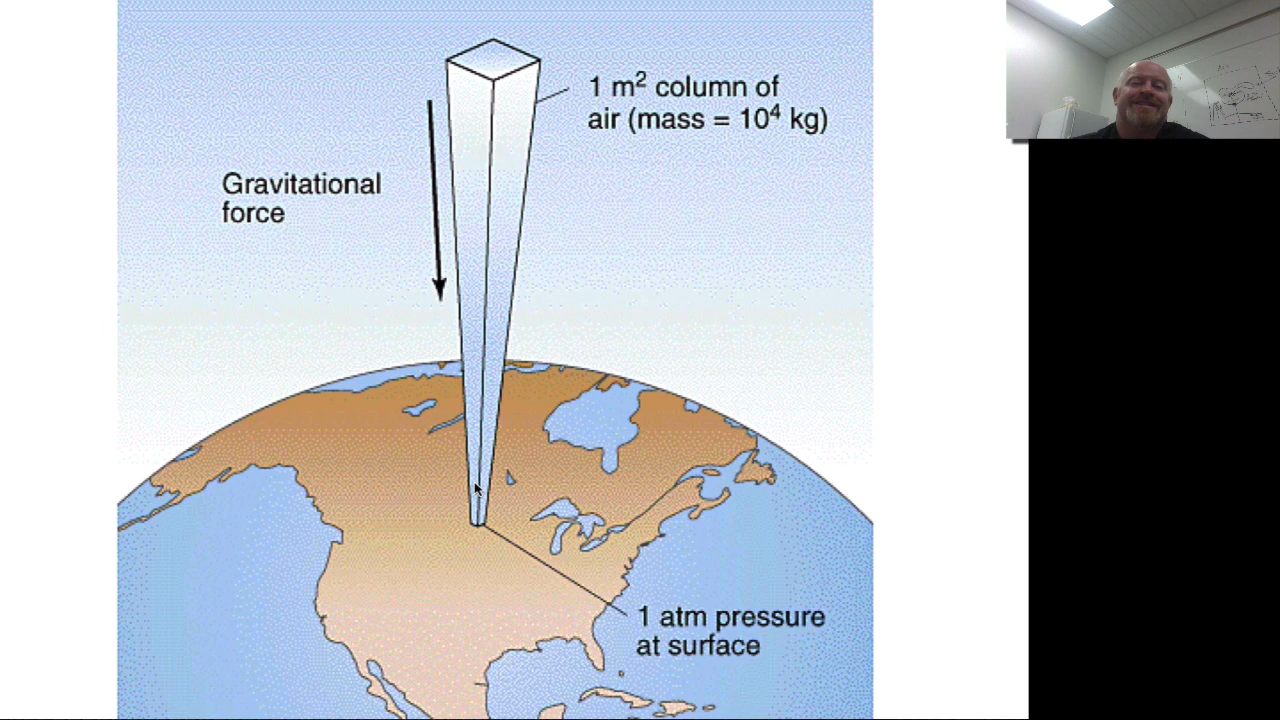 1 m² column of
air (mass = 10⁴ kg)
Gravitational
force
1 atm pressure
at surface